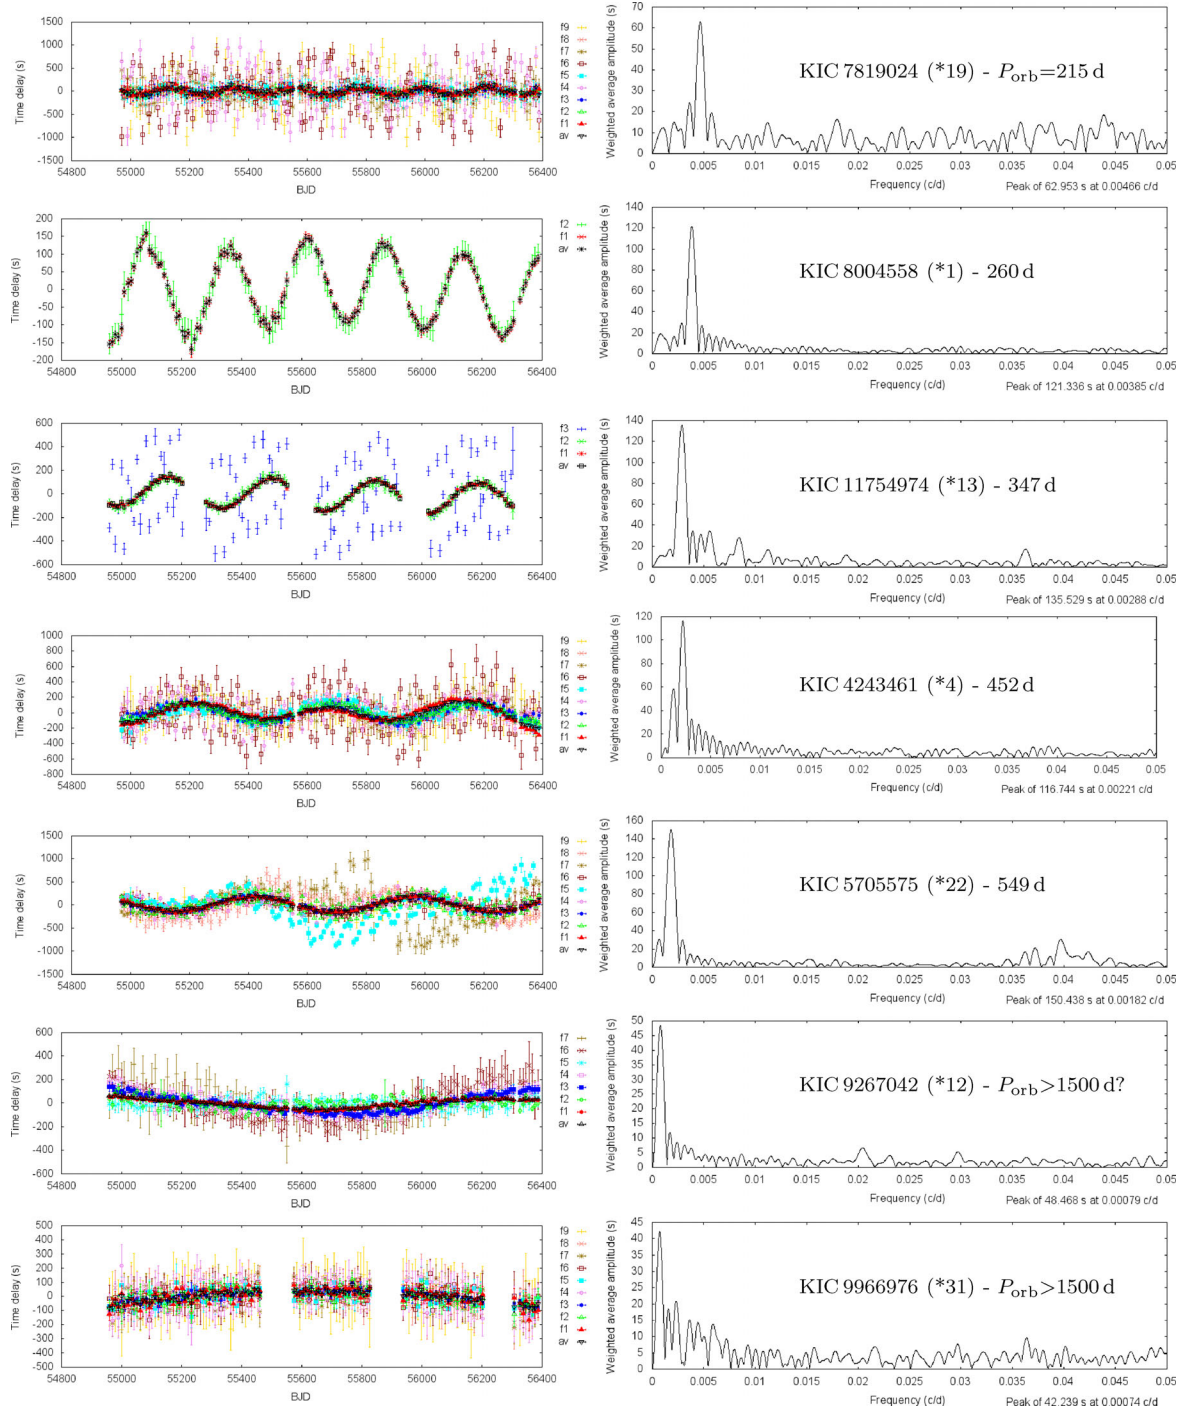 1500
1000
500
0
-500
-1000
-1500
Time delay (s)
54800 55000 55200 55400 55600 55800 56000 56200 56400
BJD
f9
f8
f7
f6
f5
f4
f3
f2
f1
av
70
60
50
40
30
20
10
0
Weighted average amplitude (s)
KIC 7819024 (*19) - Porb=215 d
0 0.005 0.01 0.015 0.02 0.025 0.03 0.035 0.04 0.045 0.05
Frequency (c/d)
Peak of 62.953 s at 0.00466 c/d
200
150
100
50
0
-50
-100
-150
-200
Time delay (s)
54800 55000 55200 55400 55600 55800 56000 56200 56400
BJD
f2
f1
av
140
120
100
80
60
40
20
0
Weighted average amplitude (s)
KIC 8004558 (*1) - 260 d
0 0.005 0.01 0.015 0.02 0.025 0.03 0.035 0.04 0.045 0.05
Frequency (c/d)
Peak of 121.336 s at 0.00385 c/d
600
400
200
0
-200
-400
-600
Time delay (s)
54800 55000 55200 55400 55600 55800 56000 56200 56400
BJD
f3
f2
f1
av
140
120
100
80
60
40
20
0
Weighted average amplitude (s)
KIC 11754974 (*13) - 347 d
0 0.005 0.01 0.015 0.02 0.025 0.03 0.035 0.04 0.045 0.05
Frequency (c/d)
Peak of 135.529 s at 0.00288 c/d
1000
800
600
400
200
0
-200
-400
-600
-800
Time delay (s)
54800 55000 55200 55400 55600 55800 56000 56200 56400
BJD
f9
f8
f7
f6
f5
f4
f3
f2
f1
av
120
100
80
60
40
20
0
Weighted average amplitude (s)
KIC 4243461 (*4) - 452 d
0 0.005 0.01 0.015 0.02 0.025 0.03 0.035 0.04 0.045 0.05
Frequency (c/d)
Peak of 116.744 s at 0.00221 c/d
1500
1000
500
0
-500
-1000
-1500
Time delay (s)
54800 55000 55200 55400 55600 55800 56000 56200 56400
BJD
f9
f8
f7
f6
f5
f4
f3
f2
f1
av
160
140
120
100
80
60
40
20
0
Weighted average amplitude (s)
KIC 5705575 (*22) - 549 d
0 0.005 0.01 0.015 0.02 0.025 0.03 0.035 0.04 0.045 0.05
Frequency (c/d)
Peak of 150.438 s at 0.00182 c/d
600
400
200
0
-200
-400
-600
Time delay (s)
54800 55000 55200 55400 55600 55800 56000 56200 56400
BJD
f7
f6
f5
f4
f3
f2
f1
av
50
45
40
35
30
25
20
15
10
5
0
Weighted average amplitude (s)
KIC 9267042 (*12) - Porb>1500 d?
0 0.005 0.01 0.015 0.02 0.025 0.03 0.035 0.04 0.045 0.05
Frequency (c/d)
Peak of 48.468 s at 0.00079 c/d
500
400
300
200
100
0
-100
-200
-300
-400
-500
Time delay (s)
54800 55000 55200 55400 55600 55800 56000 56200 56400
BJD
f9
f8
f7
f6
f5
f4
f3
f2
f1
av
45
40
35
30
25
20
15
10
5
0
Weighted average amplitude (s)
KIC 9966976 (*31) - Porb>1500 d
0 0.005 0.01 0.015 0.02 0.025 0.03 0.035 0.04 0.045 0.05
Frequency (c/d)
Peak of 42.239 s at 0.00074 c/d